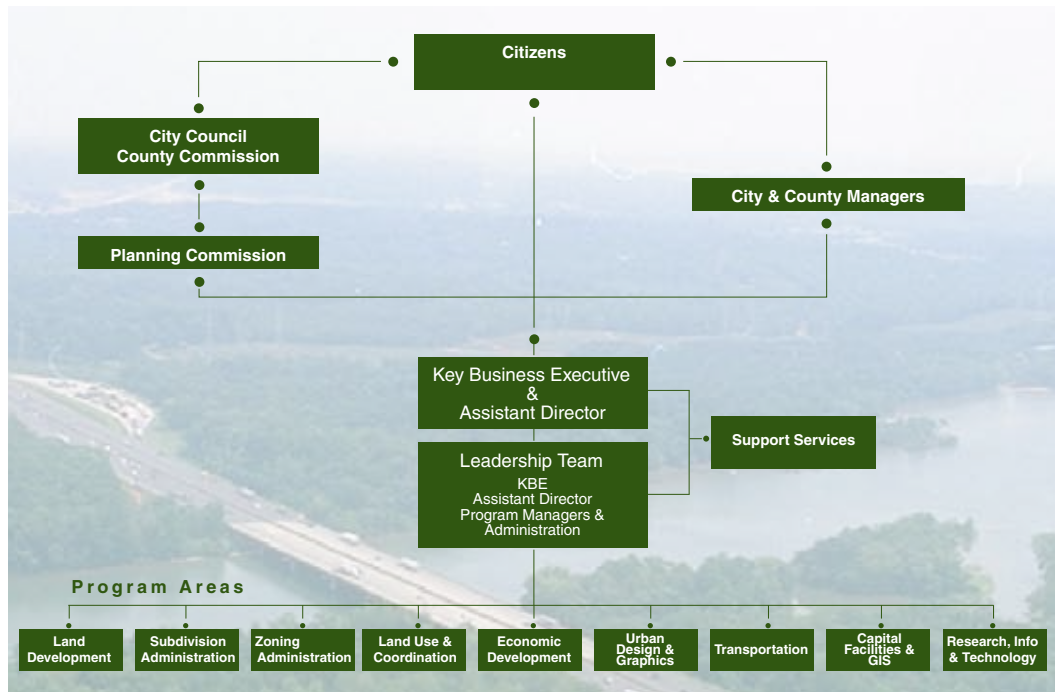 Citizens
City Council
County Commission
City & County Managers
Planning Commission
Key Business Executive
&
Assistant Director
Support Services
Leadership Team
KBE
Assistant Director
Program Managers &
Administration
Program Areas
Land
Development
Subdivision
Administration
Zoning
Administration
Land Use &
Coordination
Economic
Development
Urban
Design &
Graphics
Transportation
Capital
Facilities &
GIS
Research, Info
& Technology